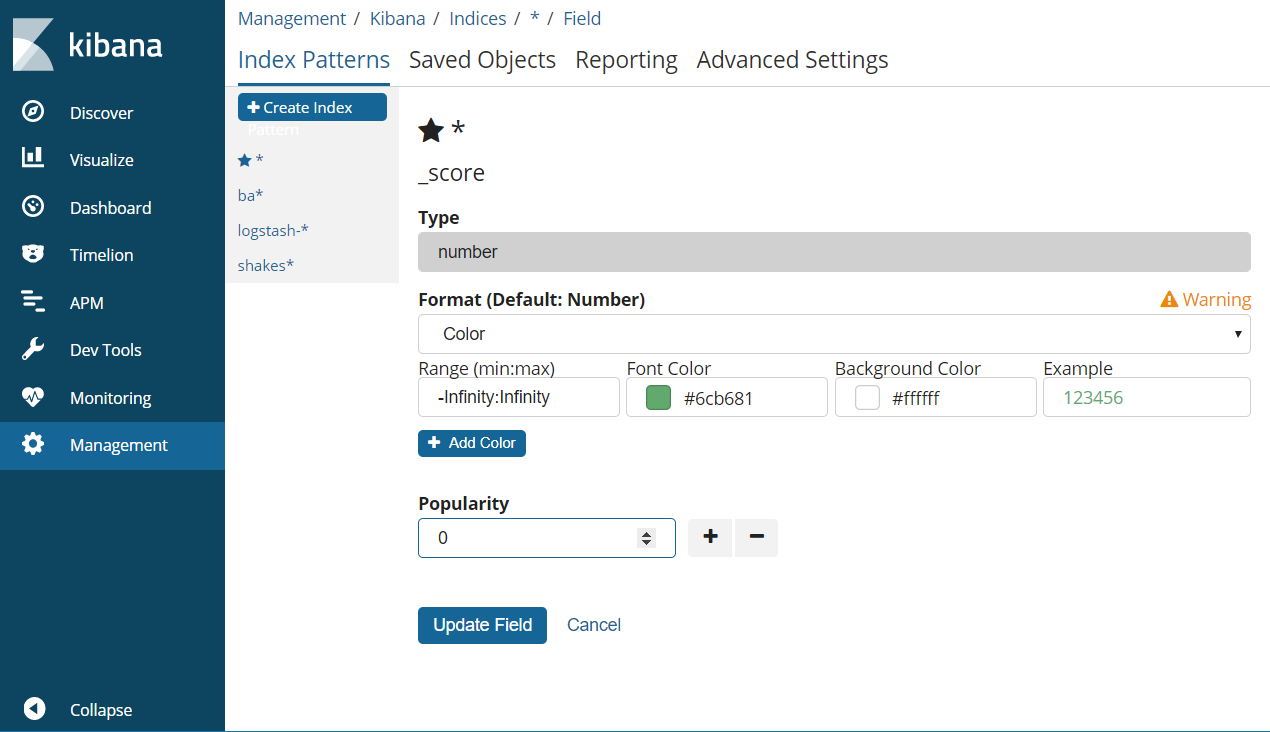 kibana
Discover
Visualize
Dashboard
Timelion
APM
Dev Tools
Monitoring
Management
Collapse
Management / Kibana / Indices / * / Field
Index Patterns Saved Objects Reporting Advanced Settings
Create Index
Pattern
*
ba*
logstash-*
shakes*
*
_score
Type
number
Format (Default: Number) Warning
Color
Range (min:max) Font Color Background Color Example
-Infinity:Infinity #6cb681 #ffffff 123456
Add Color
Popularity
0
Update Field Cancel